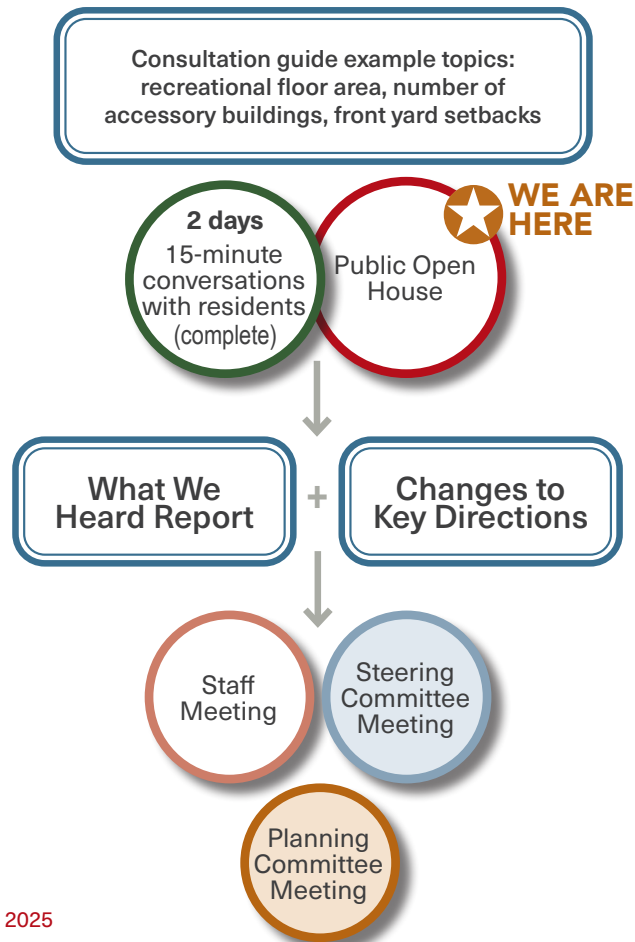 Consultation guide example topics:
recreational floor area, number of
accessory buildings, front yard setbacks
2 days
15-minute
conversations
with residents
(complete)
Public Open
House
WE ARE
HERE
What We
Heard Report
+
Changes to
Key Directions
Staff
Meeting
Steering
Committee
Meeting
Planning
Committee
Meeting
2025